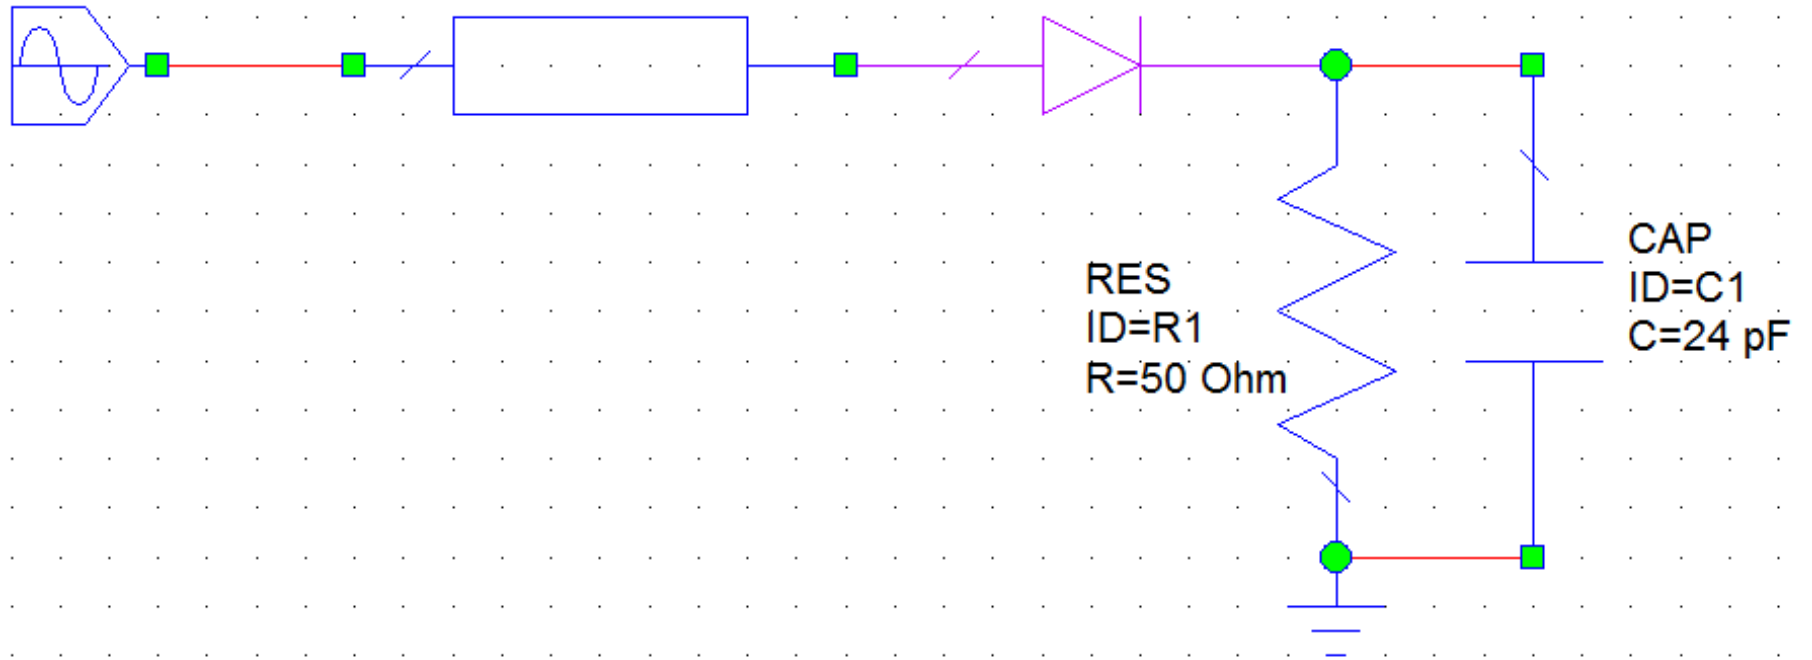 RES
ID=R1
R=50 Ohm
CAP
ID=C1
C=24 pF